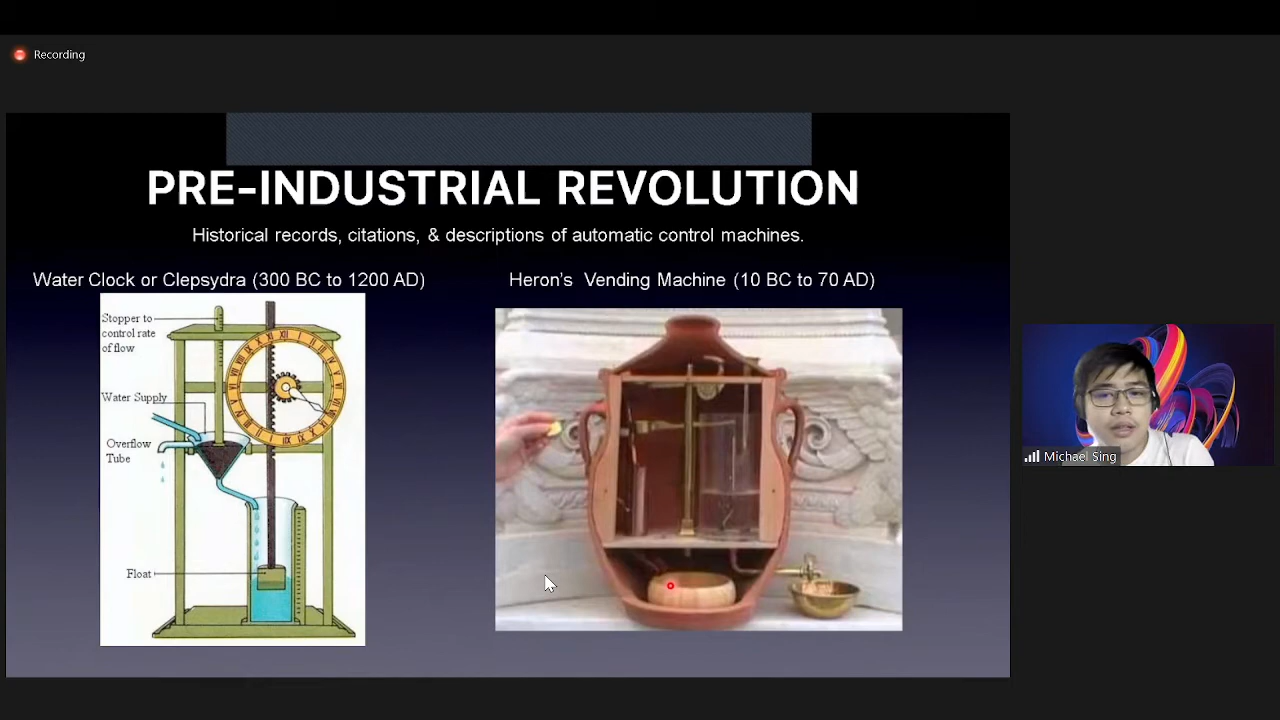 Recording
PRE-INDUSTRIAL REVOLUTION
Historical records, citations, & descriptions of automatic control machines.
Water Clock or Clepsydra (300 BC to 1200 AD)
Heron's Vending Machine (10 BC to 70 AD)
Stopper to
control rate
of flow
Water Supply
Overflow
Tube
Float
Michael Sing